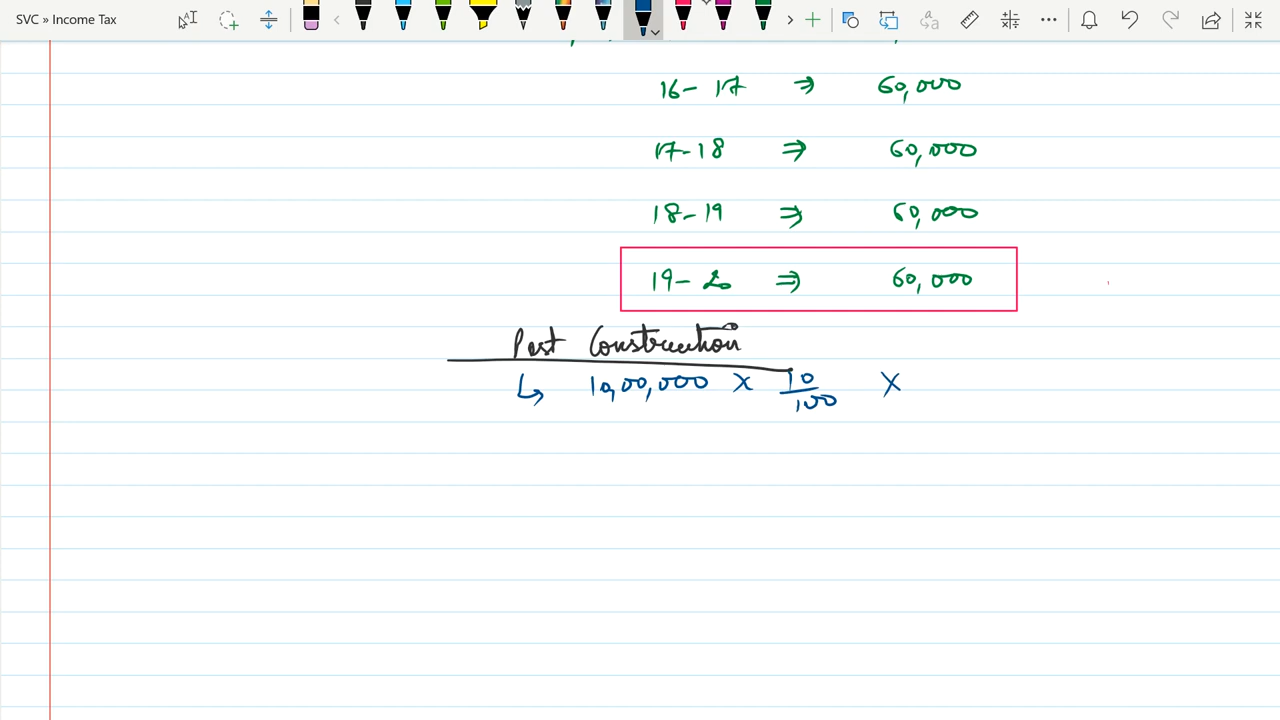 SVC » Income Tax
16 - 17 ⇒ 60,000
17-18 ⇒ 60,000
18-19 ⇒ 60,000
19-20 ⇒ 60,000
Post Construction
↳ 10,00,000 x 10/100 x